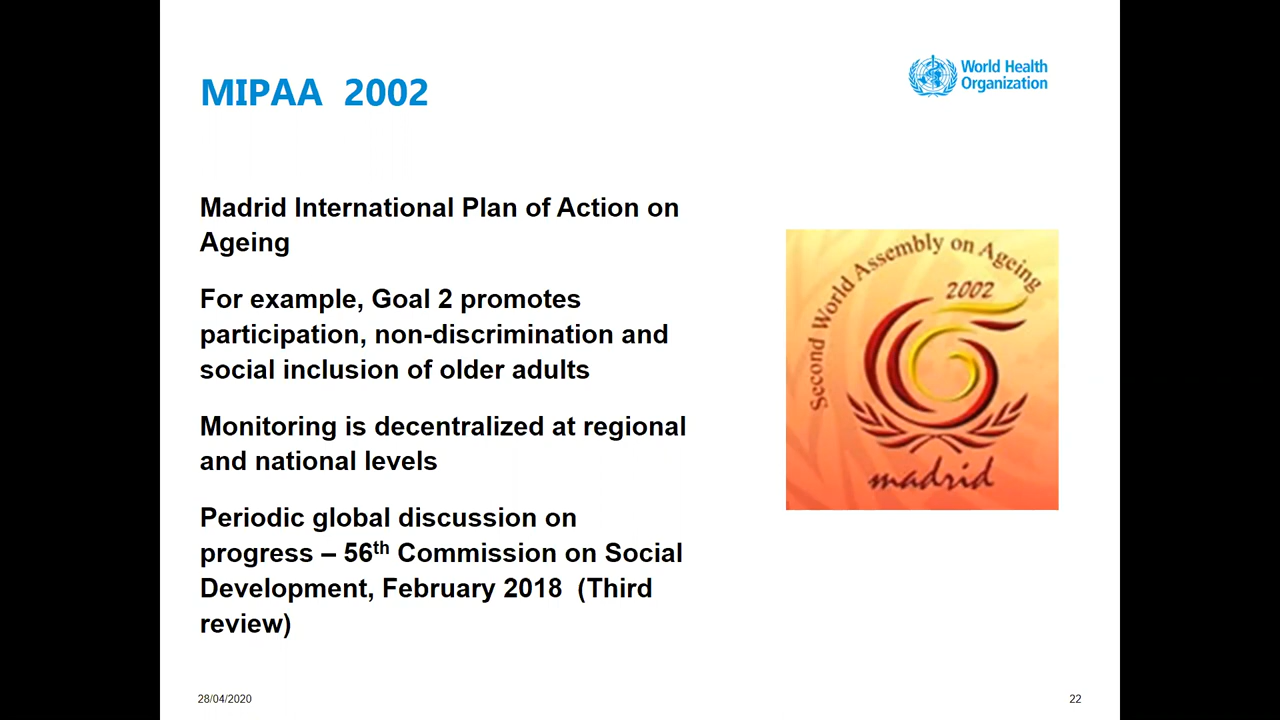 MIPAA 2002
World Health
Organization
Madrid International Plan of Action on
Ageing
For example, Goal 2 promotes
participation, non-discrimination and
social inclusion of older adults
Monitoring is decentralized at regional
and national levels
Periodic global discussion on
progress – 56th Commission on Social
Development, February 2018 (Third
review)
Second World Assembly on Ageing
2002
madrid
28/04/2020
22